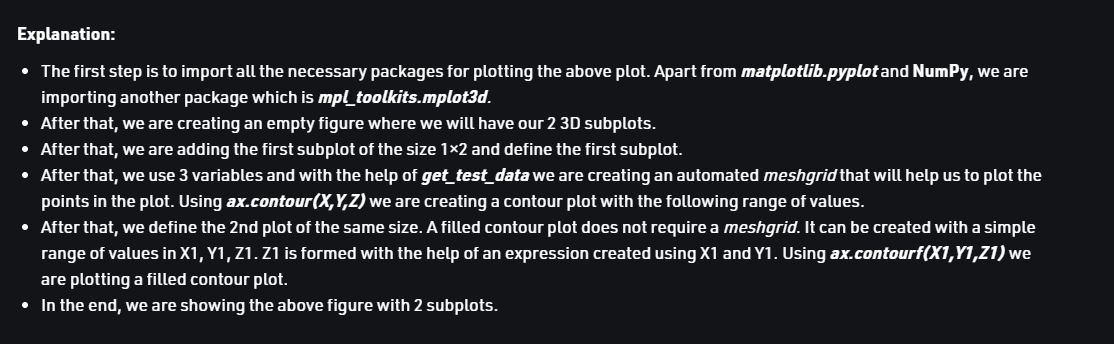 Explanation:
• The first step is to import all the necessary packages for plotting the above plot. Apart from matplotlib.pyplot and NumPy, we are
importing another package which is mpl_toolkits.mplot3d.
• After that, we are creating an empty figure where we will have our 2 3D subplots.
• After that, we are adding the first subplot of the size 1×2 and define the first subplot.
• After that, we use 3 variables and with the help of get_test_data we are creating an automated meshgrid that will help us to plot the
points in the plot. Using ax.contour(X,Y,Z) we are creating a contour plot with the following range of values.
• After that, we define the 2nd plot of the same size. A filled contour plot does not require a meshgrid. It can be created with a simple
range of values in X1, Y1, Z1. Z1 is formed with the help of an expression created using X1 and Y1. Using ax.contourf(X1,Y1,Z1) we
are plotting a filled contour plot.
• In the end, we are showing the above figure with 2 subplots.